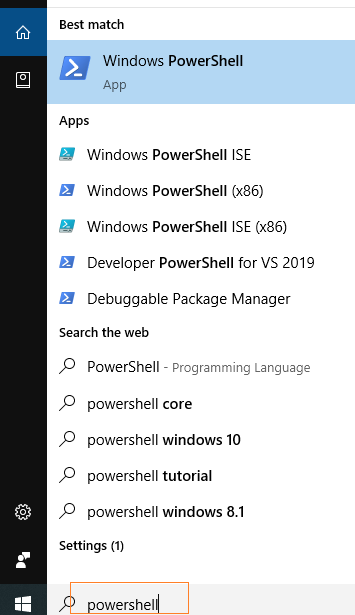 Best match
Windows PowerShell
App
Apps
Windows PowerShell ISE
Windows PowerShell (x86)
Windows PowerShell ISE (x86)
Developer PowerShell for VS 2019
Debuggable Package Manager
Search the web
PowerShell - Programming Language
powershell core
powershell windows 10
powershell tutorial
powershell windows 8.1
Settings (1)
powershell